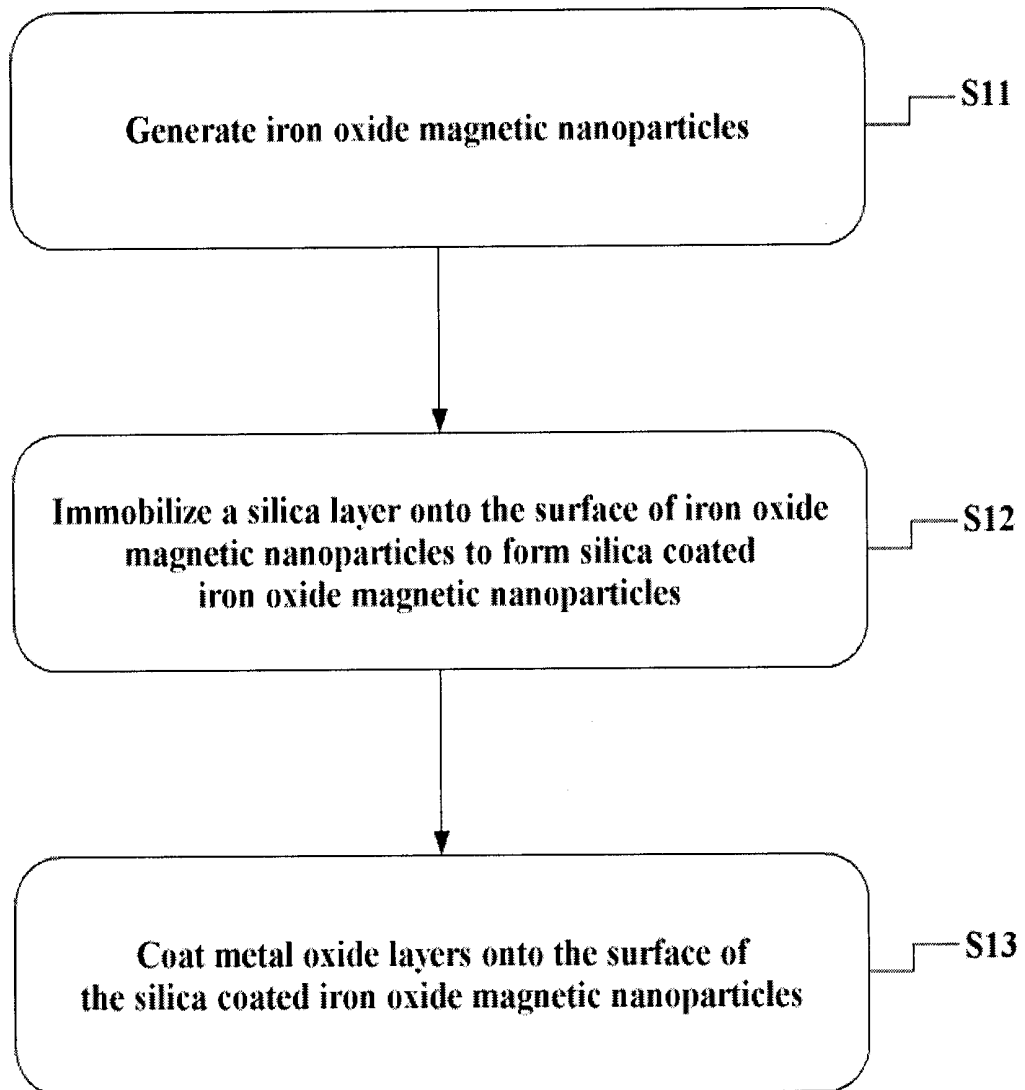 Generate iron oxide magnetic nanoparticles
S11
Immobilize a silica layer onto the surface of iron oxide
magnetic nanoparticles to form silica coated
iron oxide magnetic nanoparticles
S12
Coat metal oxide layers onto the surface of
the silica coated iron oxide magnetic nanoparticles
S13